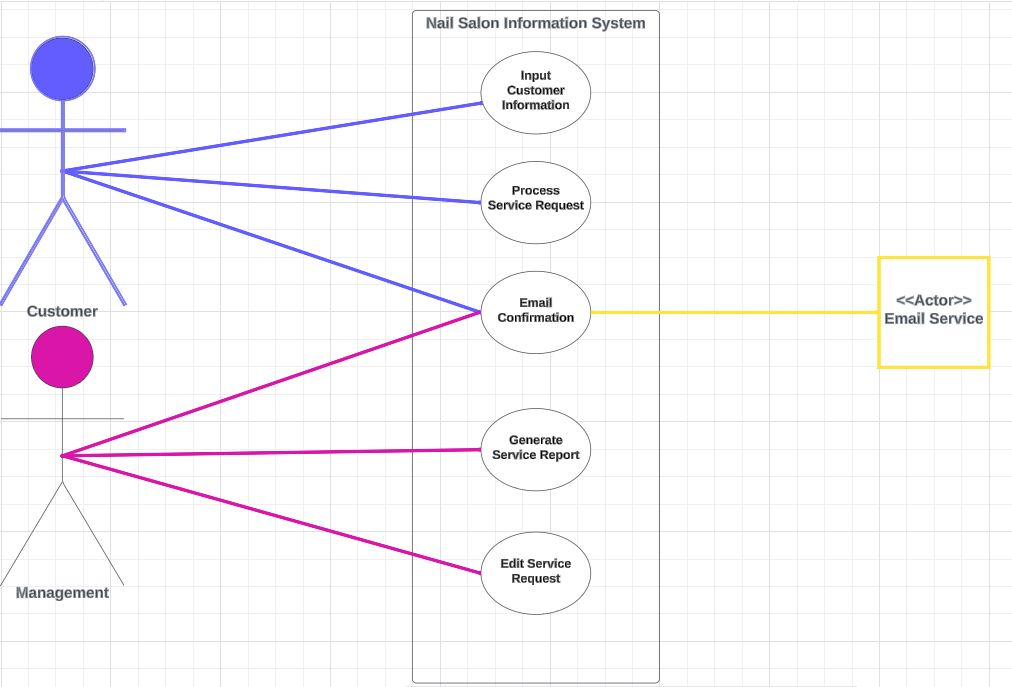 Nail Salon Information System
Input
Customer
Information
Process
Service Request
Customer
Email
Confirmation
<<Actor>>
Email Service
Generate
Service Report
Edit Service
Request
Management